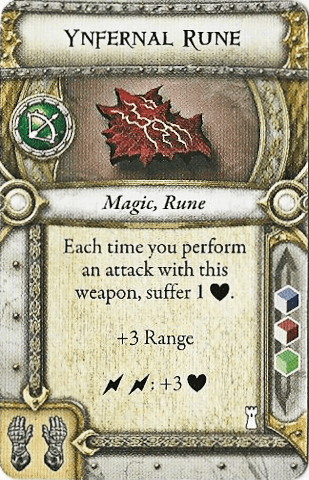 YNFERNAL RUNE
Magic, Rune
Each time you perform
an attack with this
weapon, suffer 1 ♥.
+3 Range
: +3 ♥